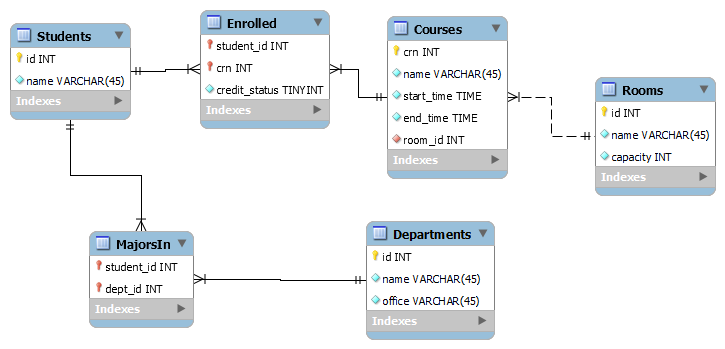 Students
id INT
name VARCHAR(45)
Indexes
Enrolled
student_id INT
crn INT
credit_status TINYINT
Indexes
Courses
crn INT
name VARCHAR(45)
start_time TIME
end_time TIME
room_id INT
Indexes
Rooms
id INT
name VARCHAR(45)
capacity INT
Indexes
MajorsIn
student_id INT
dept_id INT
Indexes
Departments
id INT
name VARCHAR(45)
office VARCHAR(45)
Indexes